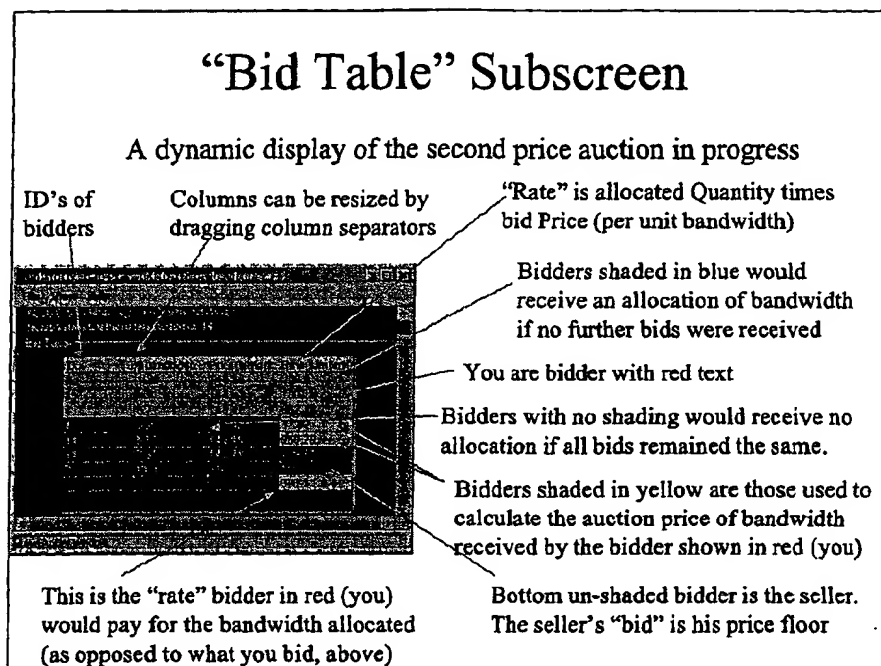 “Bid Table” Subscreen
A dynamic display of the second price auction in progress
ID's of
bidders
Columns can be resized by
dragging column separators
“Rate” is allocated Quantity times
bid Price (per unit bandwidth)
Bidders shaded in blue would
receive an allocation of bandwidth
if no further bids were received
You are bidder with red text
Bidders with no shading would receive no
allocation if all bids remained the same.
Bidders shaded in yellow are those used to
calculate the auction price of bandwidth
received by the bidder shown in red (you)
This is the “rate” bidder in red (you)
would pay for the bandwidth allocated
(as opposed to what you bid, above)
Bottom un-shaded bidder is the seller.
The seller's “bid” is his price floor